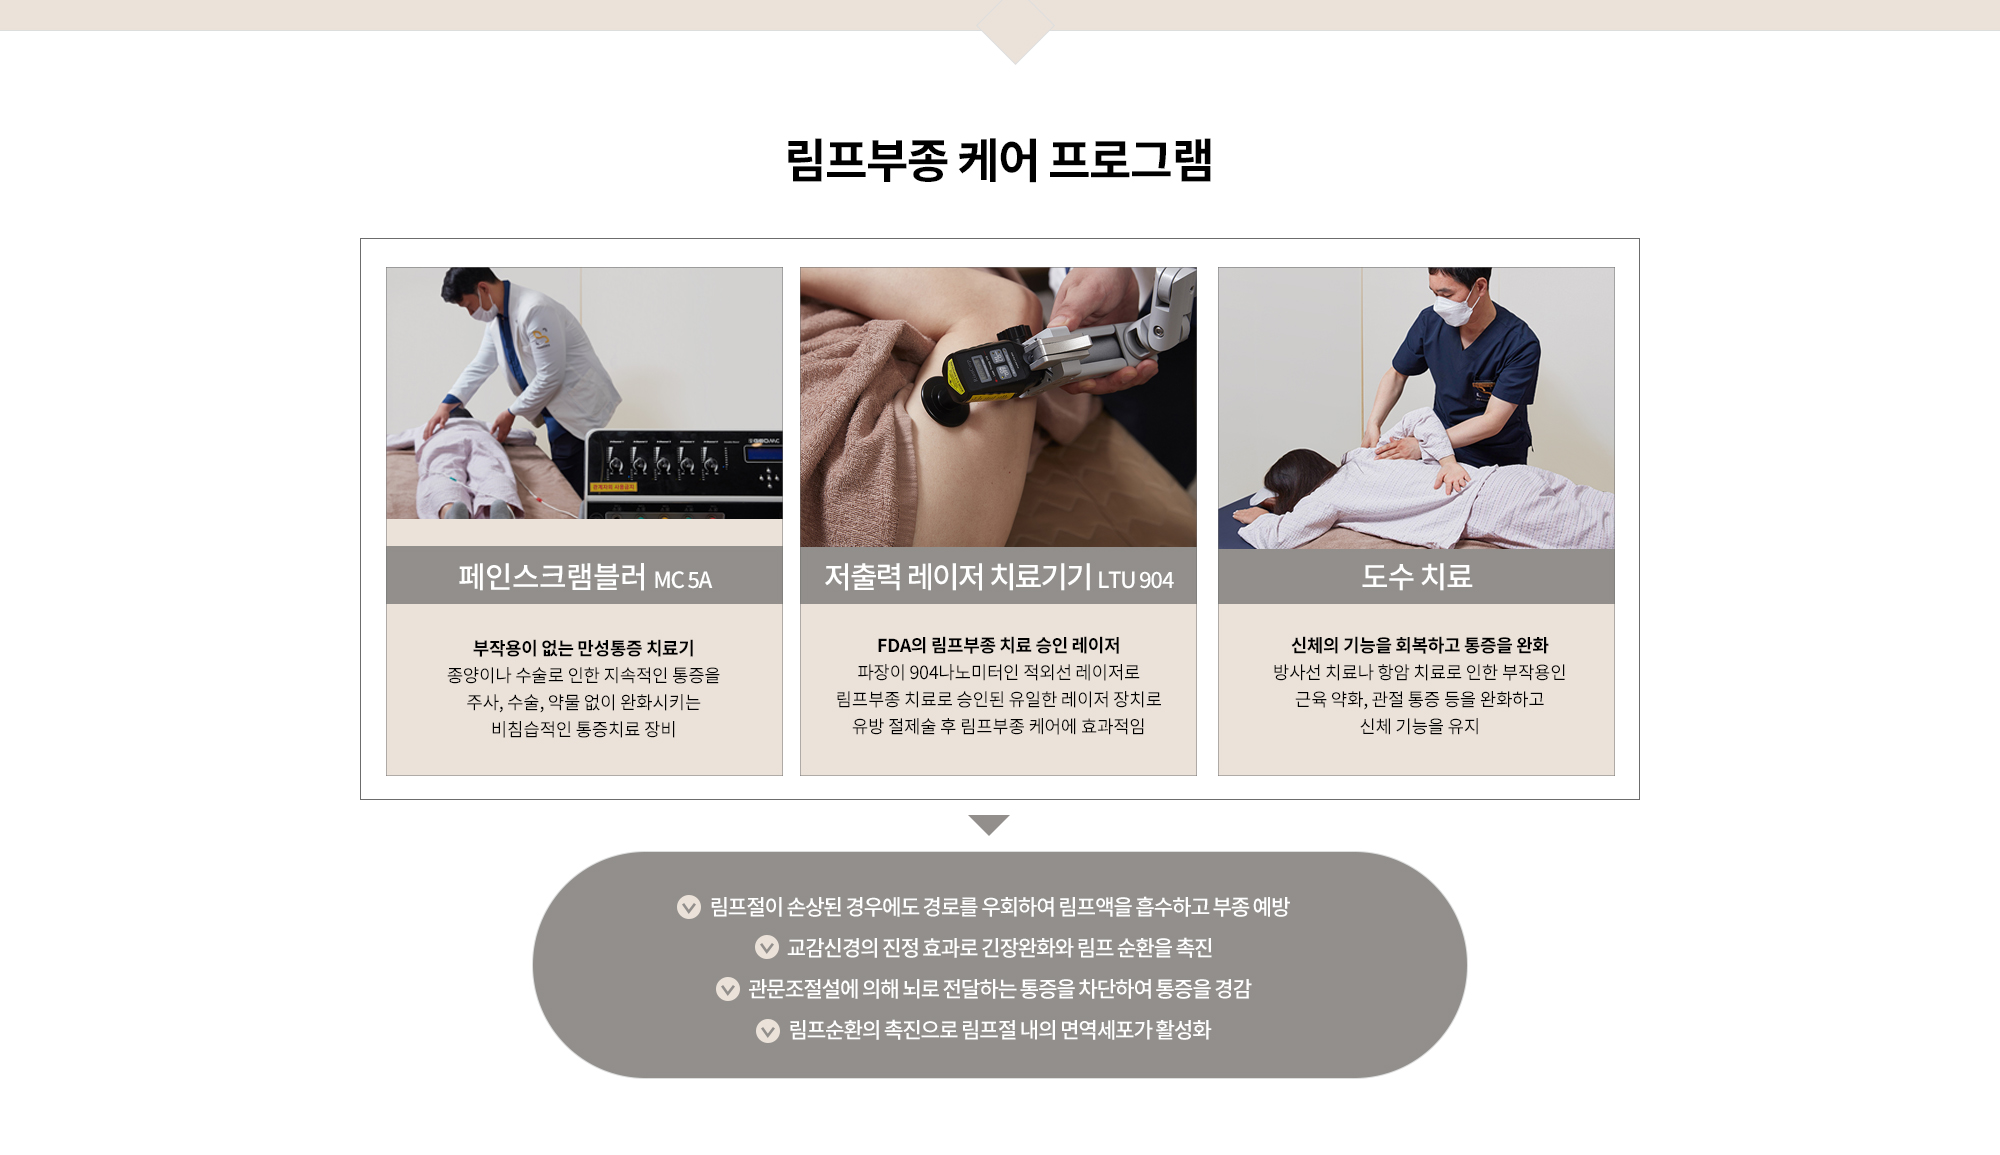 림프부종 케어 프로그램
페인스크램블러 MC 5A
부작용이 없는 만성통증 치료기
종양이나 수술로 인한 지속적인 통증을
주사, 수술, 약물 없이 완화시키는
비침습적인 통증치료 장비
저출력 레이저 치료기기 LTU 904
FDA의 림프부종 치료 승인 레이저
파장이 904나노미터인 적외선 레이저로
림프부종 치료로 승인된 유일한 레이저 장치로
유방 절제술 후 림프부종 케어에 효과적임
도수 치료
신체의 기능을 회복하고 통증을 완화
방사선 치료나 항암 치료로 인한 부작용인
근육 약화, 관절 통증 등을 완화하고
신체 기능을 유지
림프절이 손상된 경우에도 경로를 우회하여 림프액을 흡수하고 부종 예방
교감신경의 진정 효과로 긴장완화와 림프 순환을 촉진
관문조절설에 의해 뇌로 전달하는 통증을 차단하여 통증을 경감
림프순환의 촉진으로 림프절 내의 면역세포가 활성화